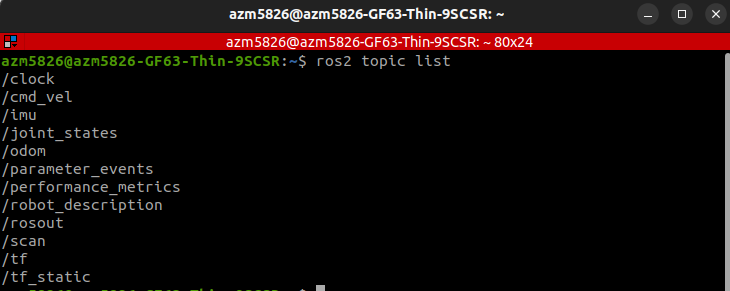 azm5826@azm5826-GF63-Thin-9SCSR: ~
azm5826@azm5826-GF63-Thin-9SCSR: ~ 80x24
azm5826@azm5826-GF63-Thin-9SCSR:~$ ros2 topic list
/clock
/cmd_vel
/imu
/joint_states
/odom
/parameter_events
/performance_metrics
/robot_description
/rosout
/scan
/tf
/tf_static